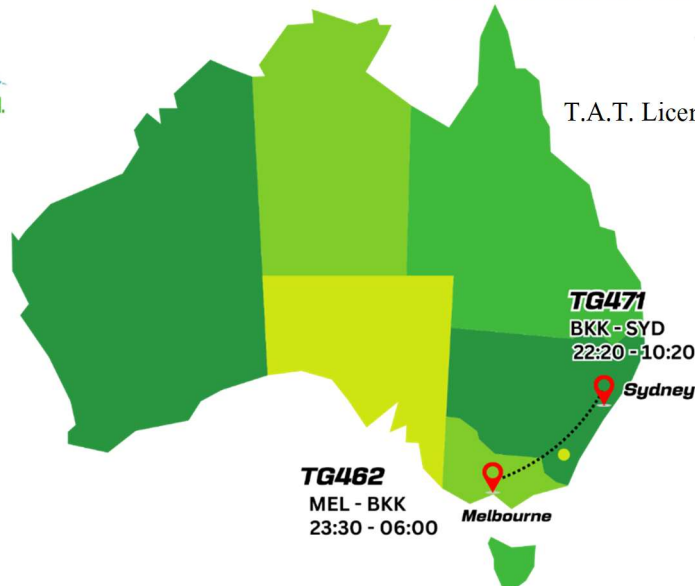 T.A.T. Licen
TG471
BKK - SYD
22:20 - 10:20
Sydney
TG462
MEL - BKK
23:30 - 06:00
Melbourne